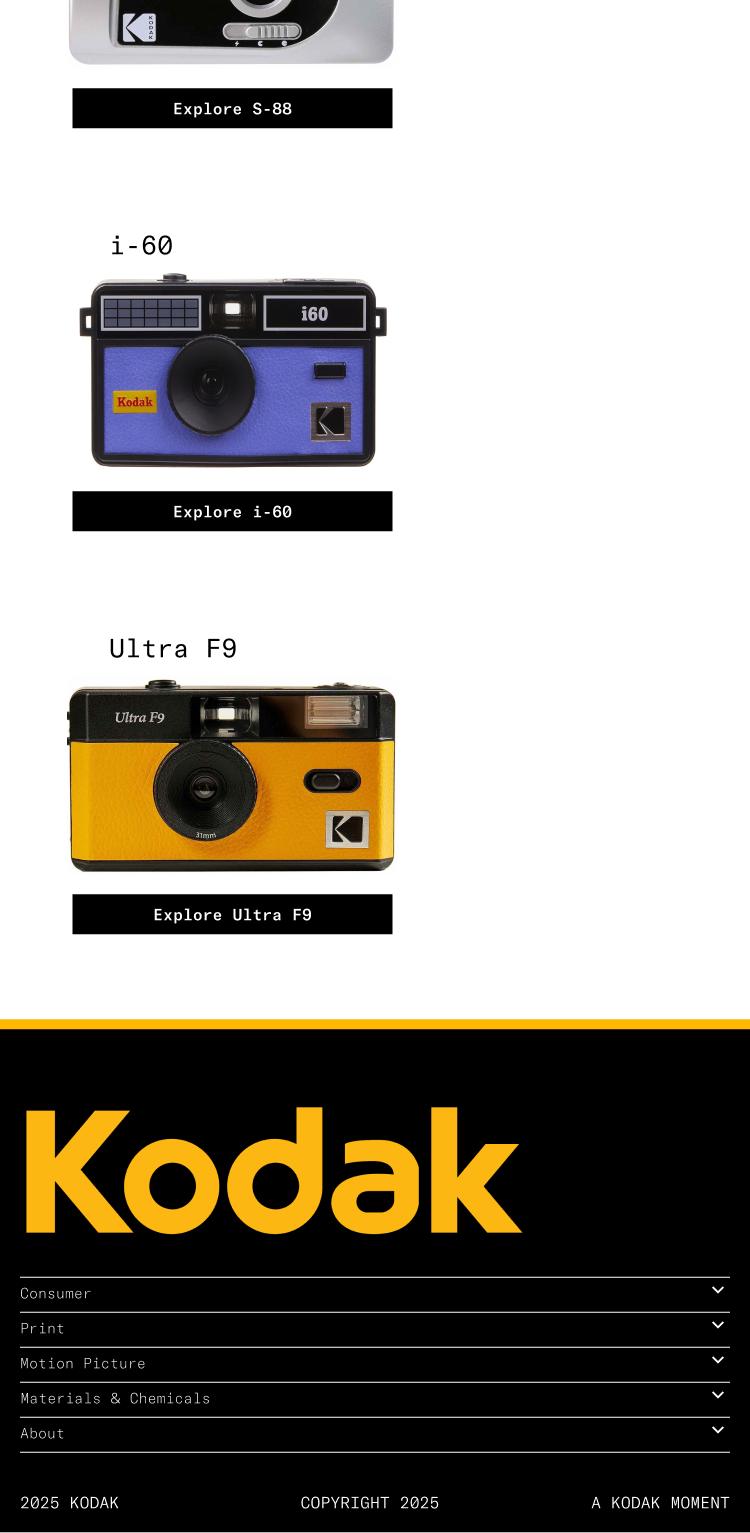 KODAK
Explore S-88
i-60
i60
Kodak
Explore i-60
Ultra F9
Ultra F9
31mm
Explore Ultra F9
Kodak
Consumer
Print
Motion Picture
Materials & Chemicals
About
2025 KODAK COPYRIGHT 2025 A KODAK MOMENT